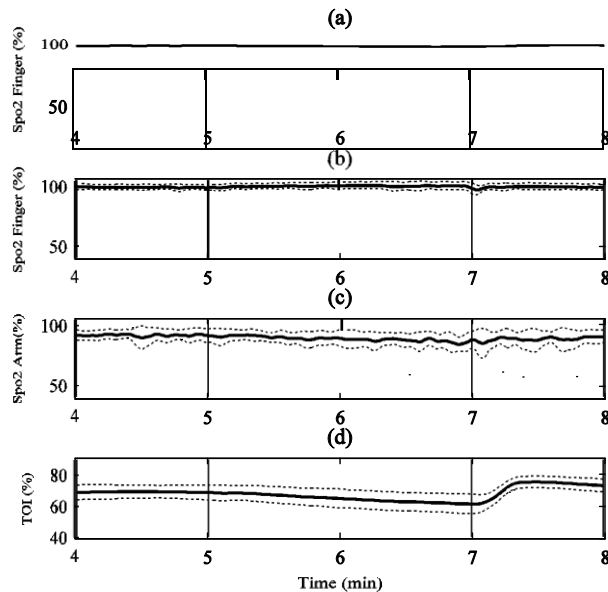 (a)
Spo2 Finger (%)
100
50
4 5 6 7 8
(b)
Spo2 Finger (%)
100
50
4 5 6 7 8
(c)
Spo2 Arm(%)
100
50
4 5 6 7 8
(d)
TOI (%)
80
60
40
4 5 6 7 8
Time (min)